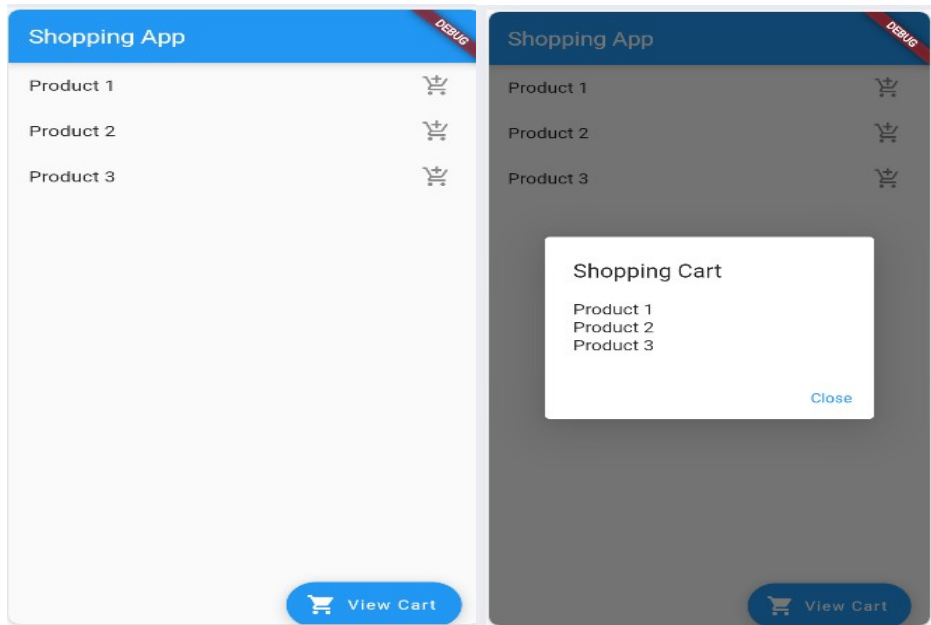 Shopping App
DEBUG
Product 1
Product 2
Product 3
View Cart
Shopping App
DEBUG
Product 1
Product 2
Product 3
Shopping Cart
Product 1
Product 2
Product 3
Close
View Cart